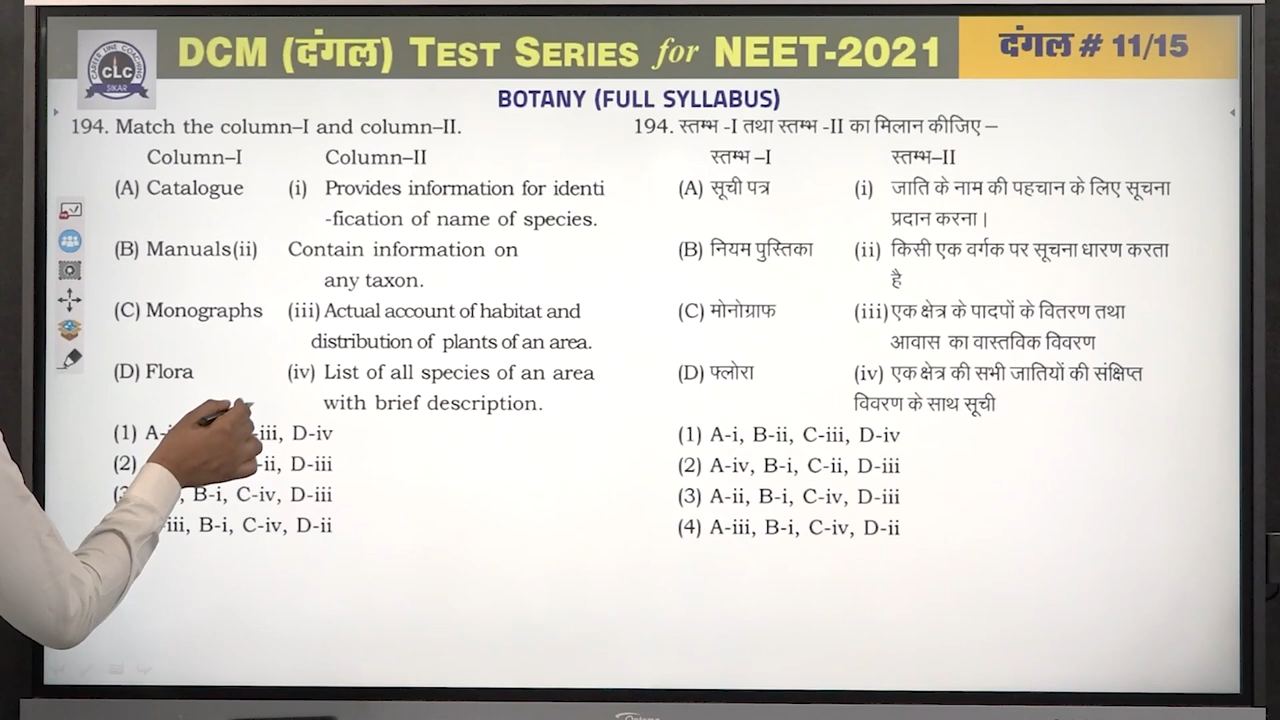 CAREER LINE COACHING
CLC
SIKAR
DCM (दंगल) TEST SERIES for NEET-2021
दंगल # 11/15
BOTANY (FULL SYLLABUS)
194. Match the column–I and column–II.
Column–I Column–II
(A) Catalogue (i) Provides information for identi
-fication of name of species.
(B) Manuals(ii) Contain information on
any taxon.
(C) Monographs (iii) Actual account of habitat and
distribution of plants of an area.
(D) Flora (iv) List of all species of an area
with brief description.
(1) A- iii, D-iv
(2) -ii, D-iii
, B-i, C-iv, D-iii
iii, B-i, C-iv, D-ii
194. स्तम्भ -I तथा स्तम्भ -II का मिलान कीजिए –
स्तम्भ –I स्तम्भ–II
(A) सूची पत्र (i) जाति के नाम की पहचान के लिए सूचना
प्रदान करना |
(B) नियम पुस्तिका (ii) किसी एक वर्गक पर सूचना धारण करता
है
(C) मोनोग्राफ (iii) एक क्षेत्र के पादपों के वितरण तथा
आवास का वास्तविक विवरण
(D) फ्लोरा (iv) एक क्षेत्र की सभी जातियों की संक्षिप्त
विवरण के साथ सूची
(1) A-i, B-ii, C-iii, D-iv
(2) A-iv, B-i, C-ii, D-iii
(3) A-ii, B-i, C-iv, D-iii
(4) A-iii, B-i, C-iv, D-ii